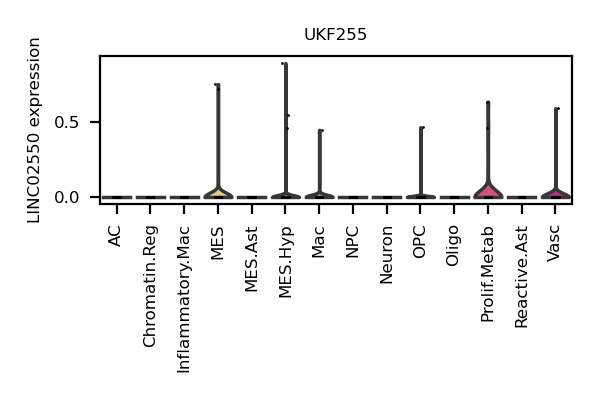 UKF255
LINC02550 expression
0.5
0.0
AC
Chromatin.Reg
Inflammatory.Mac
MES
MES.Ast
MES.Hyp
Mac
NPC
Neuron
OPC
Oligo
Prolif.Metab
Reactive.Ast
Vasc